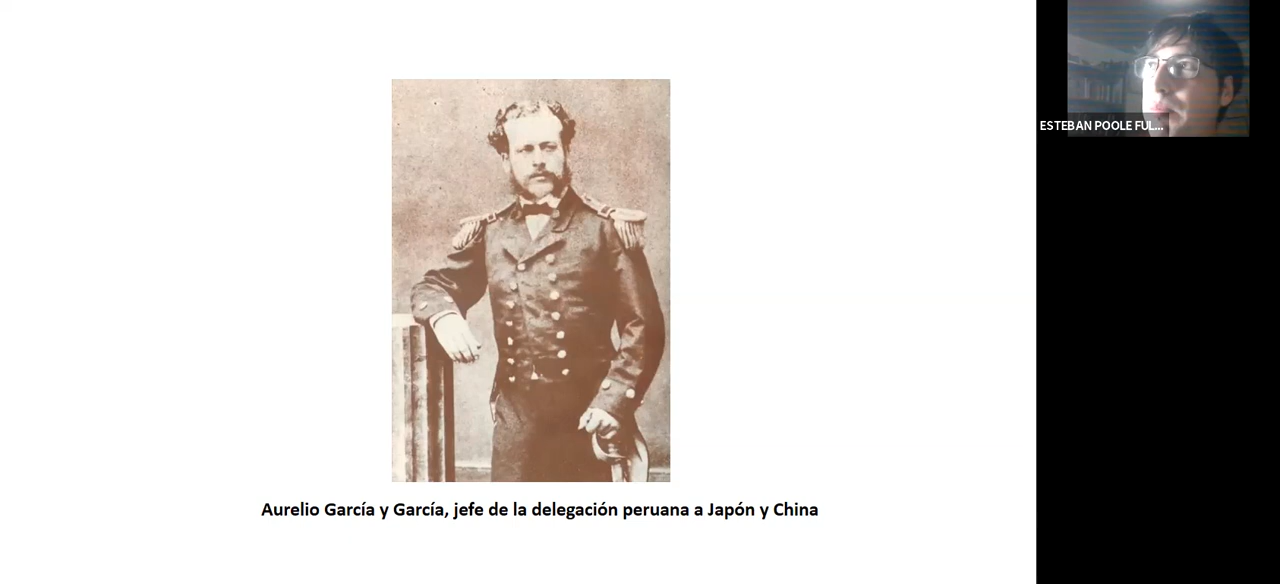 ESTEBAN POOLE FUL...
Aurelio García y García, jefe de la delegación peruana a Japón y China